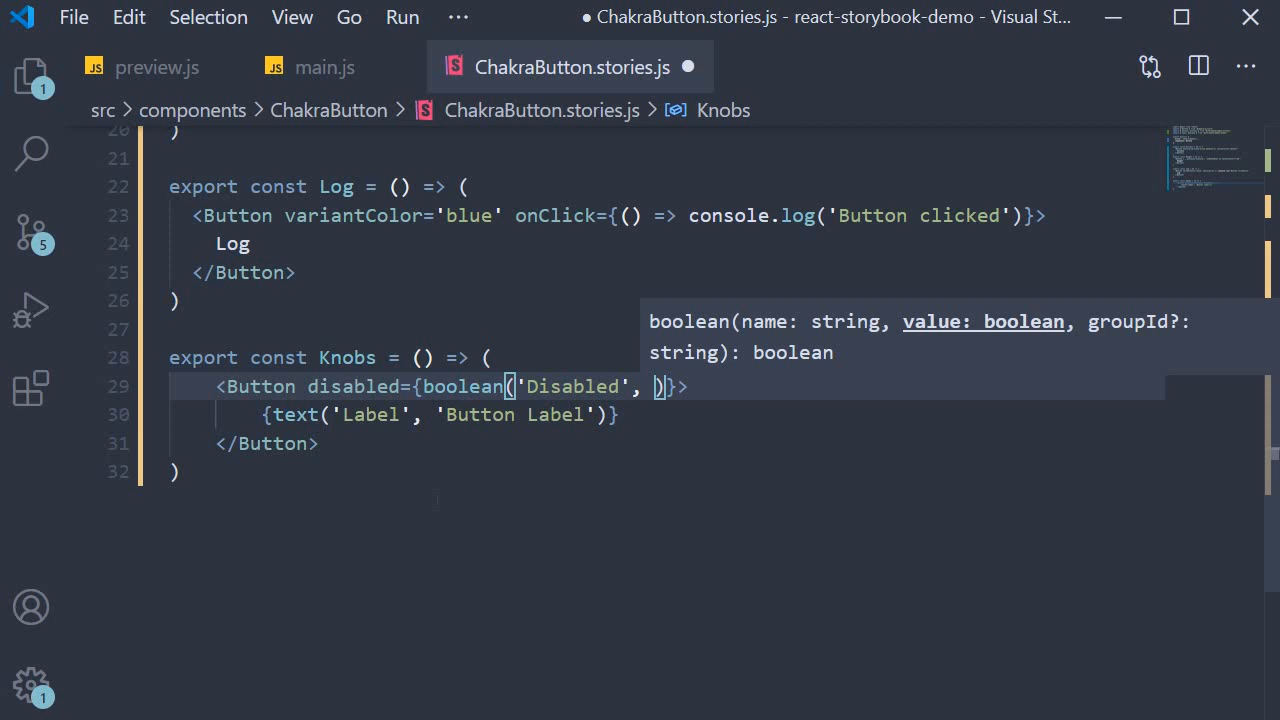 File Edit Selection View Go Run ··· ● ChakraButton.stories.js - react-storybook-demo - Visual St...
JS preview.js JS main.js ChakraButton.stories.js ●
src > components > ChakraButton > ChakraButton.stories.js > Knobs
20 )
21
22 export const Log = () => (
23 <Button variantColor='blue' onClick={() => console.log('Button clicked')}>
24 Log
25 </Button>
26 )
27
boolean(name: string, value: boolean, groupId?:
string): boolean
28 export const Knobs = () => (
29 <Button disabled={boolean('Disabled', )}>
30 {text('Label', 'Button Label')}
31 </Button>
32 )
1
5
1